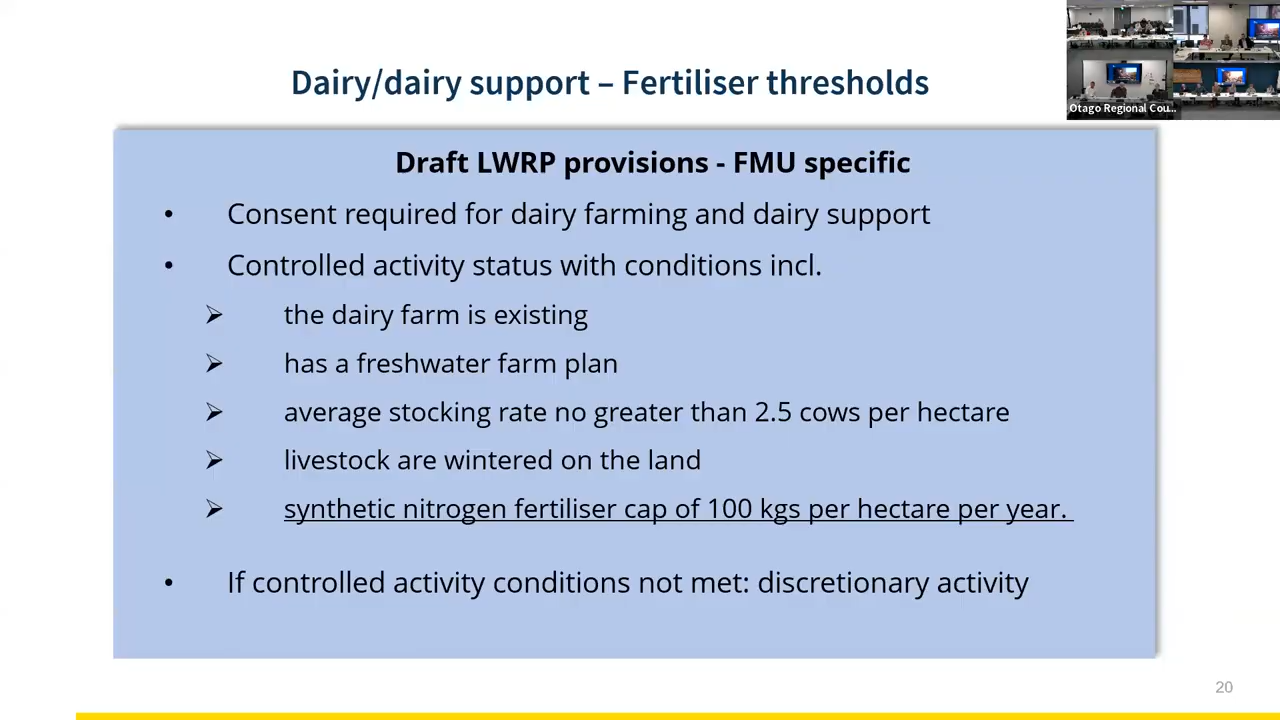 Dairy/dairy support – Fertiliser thresholds
Otago Regional Cou...
Draft LWRP provisions - FMU specific
• Consent required for dairy farming and dairy support
• Controlled activity status with conditions incl.
➢ the dairy farm is existing
➢ has a freshwater farm plan
➢ average stocking rate no greater than 2.5 cows per hectare
➢ livestock are wintered on the land
➢ synthetic nitrogen fertiliser cap of 100 kgs per hectare per year.
• If controlled activity conditions not met: discretionary activity
20